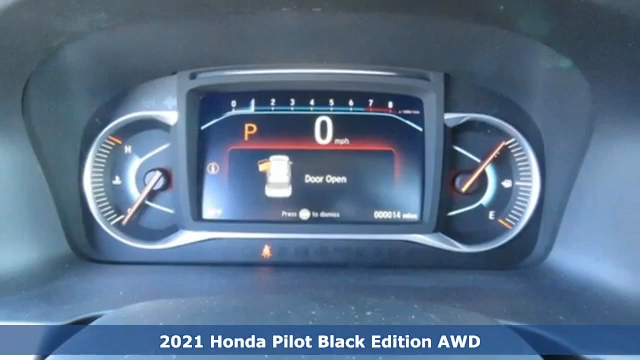 0 1 2 3 4 5 6 7 8
P 0 mph
H
Door Open
E
Press to dismiss
000014 miles
2021 Honda Pilot Black Edition AWD